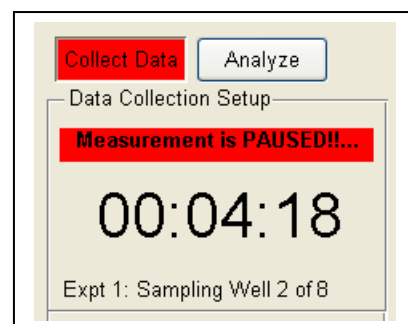 Collect Data Analyze
Data Collection Setup
Measurement is PAUSED!!...
00:04:18
Expt 1: Sampling Well 2 of 8